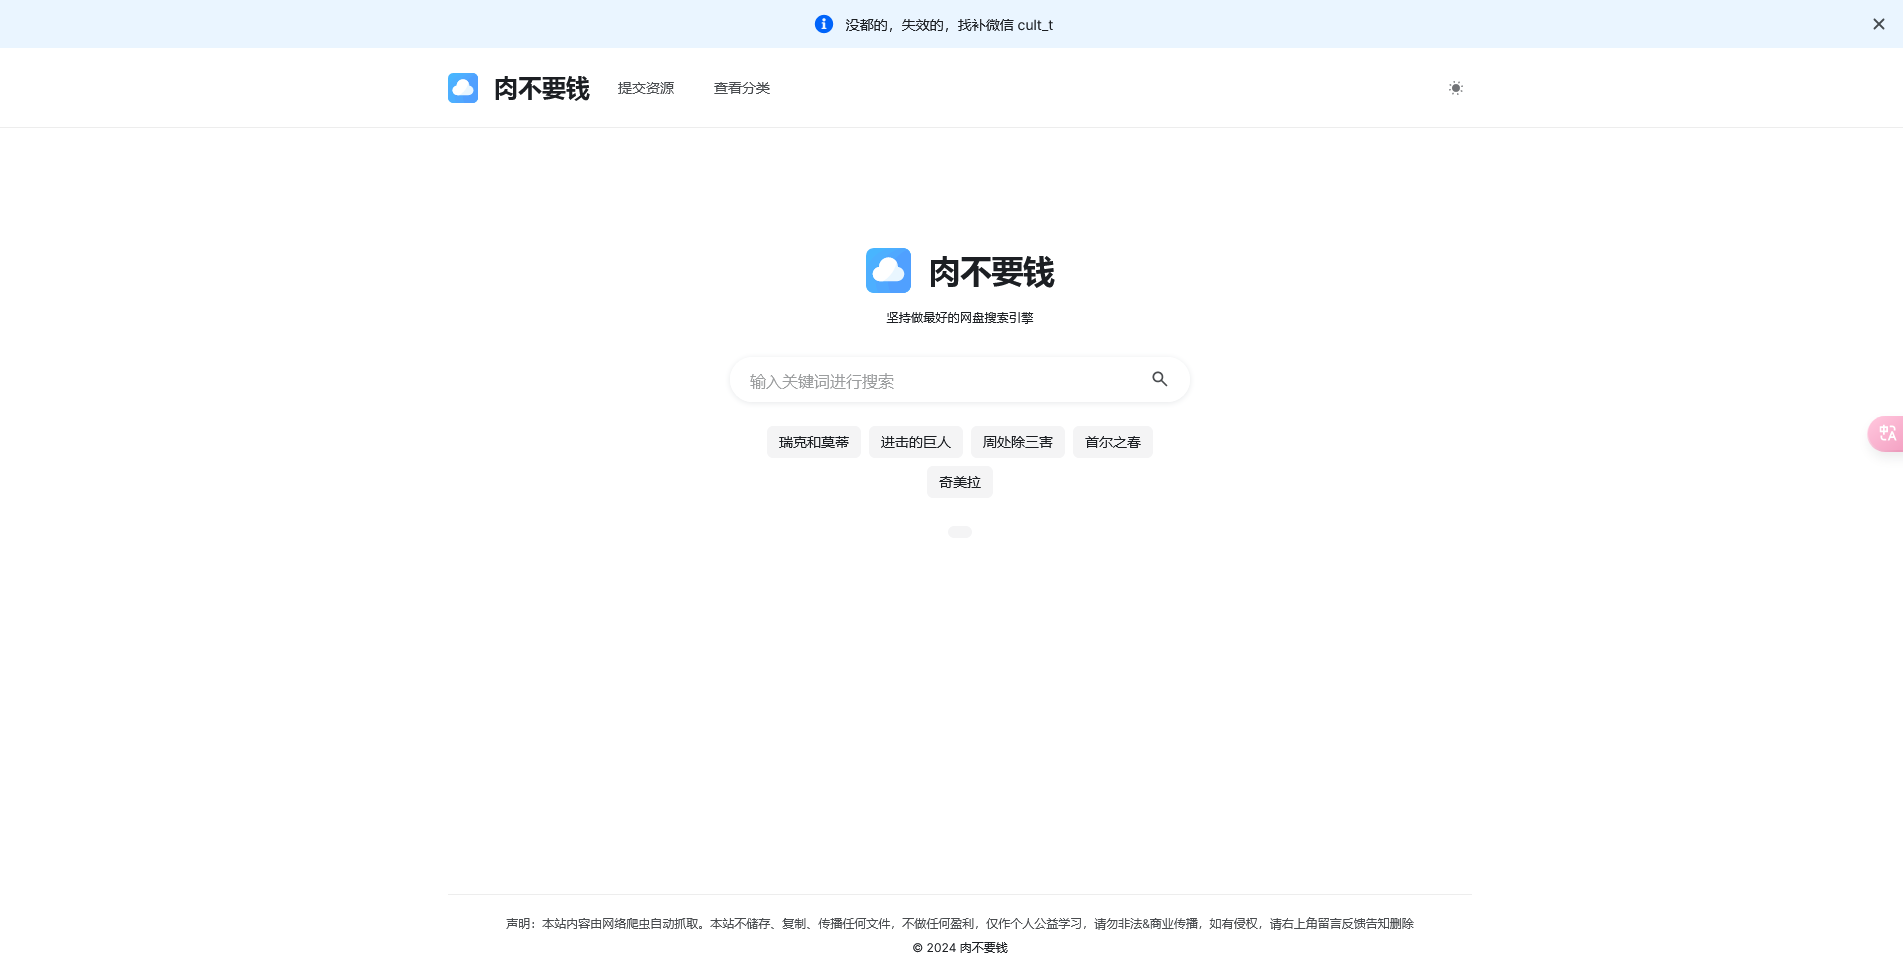 没都的，失效的，找补微信 cult_t
肉不要钱
提交资源
查看分类
肉不要钱
坚持做最好的网盘搜索引擎
输入关键词进行搜索
瑞克和莫蒂
进击的巨人
周处除三害
首尔之春
奇美拉
声明：本站内容由网络爬虫自动抓取。本站不储存、复制、传播任何文件，不做任何盈利，仅作个人公益学习，请勿非法&商业传播，如有侵权，请右上角留言反馈告知删除
© 2024 肉不要钱